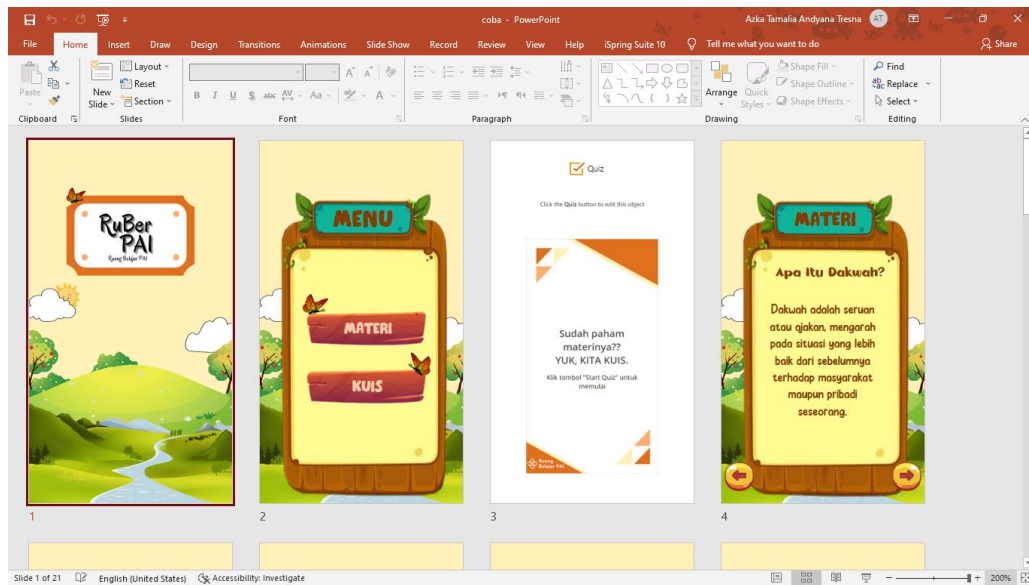 coba - PowerPoint
Azka Tamalia Andyana Tresna
AT
File Home Insert Draw Design Transitions Animations Slide Show Record Review View Help iSpring Suite 10 Tell me what you want to do Share
Paste
New Slide
Layout
Reset
Section
B I U S abc AV Aa A
Arrange
Quick Styles
Shape Fill
Shape Outline
Shape Effects
Find
Replace
Select
Clipboard Slides Font Paragraph Drawing Editing
RuBer
PAI
Ruang Belajar PAI
1
MENU
MATERI
KUIS
2
Quiz
Click the Quiz button to edit this object
Sudah paham
materinya??
YUK, KITA KUIS.
Klik tombol "Start Quiz" untuk
memulai
Ruang
Belajar PAI
3
MATERI
Apa Itu Dakwah?
Dakwah adalah seruan
atau ajakan, mengarah
pada situasi yang lebih
baik dari sebelumnya
terhadap masyarakat
maupun pribadi
seseorang.
4
Slide 1 of 21 English (United States) Accessibility: Investigate 200%